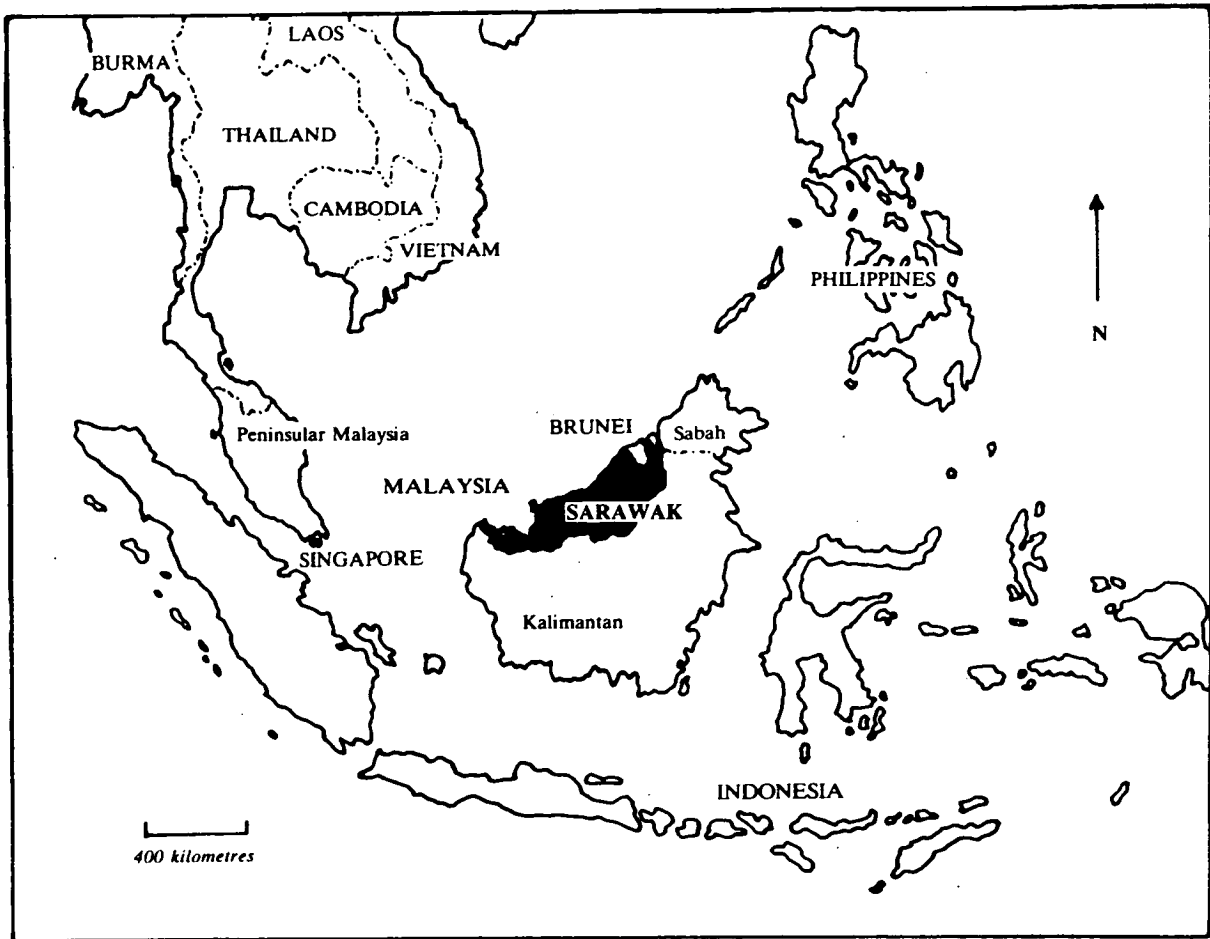 LAOS
BURMA
THAILAND
CAMBODIA
VIETNAM
PHILIPPINES
N
Peninsular Malaysia
BRUNEI
Sabah
MALAYSIA
SARAWAK
SINGAPORE
Kalimantan
INDONESIA
400 kilometres